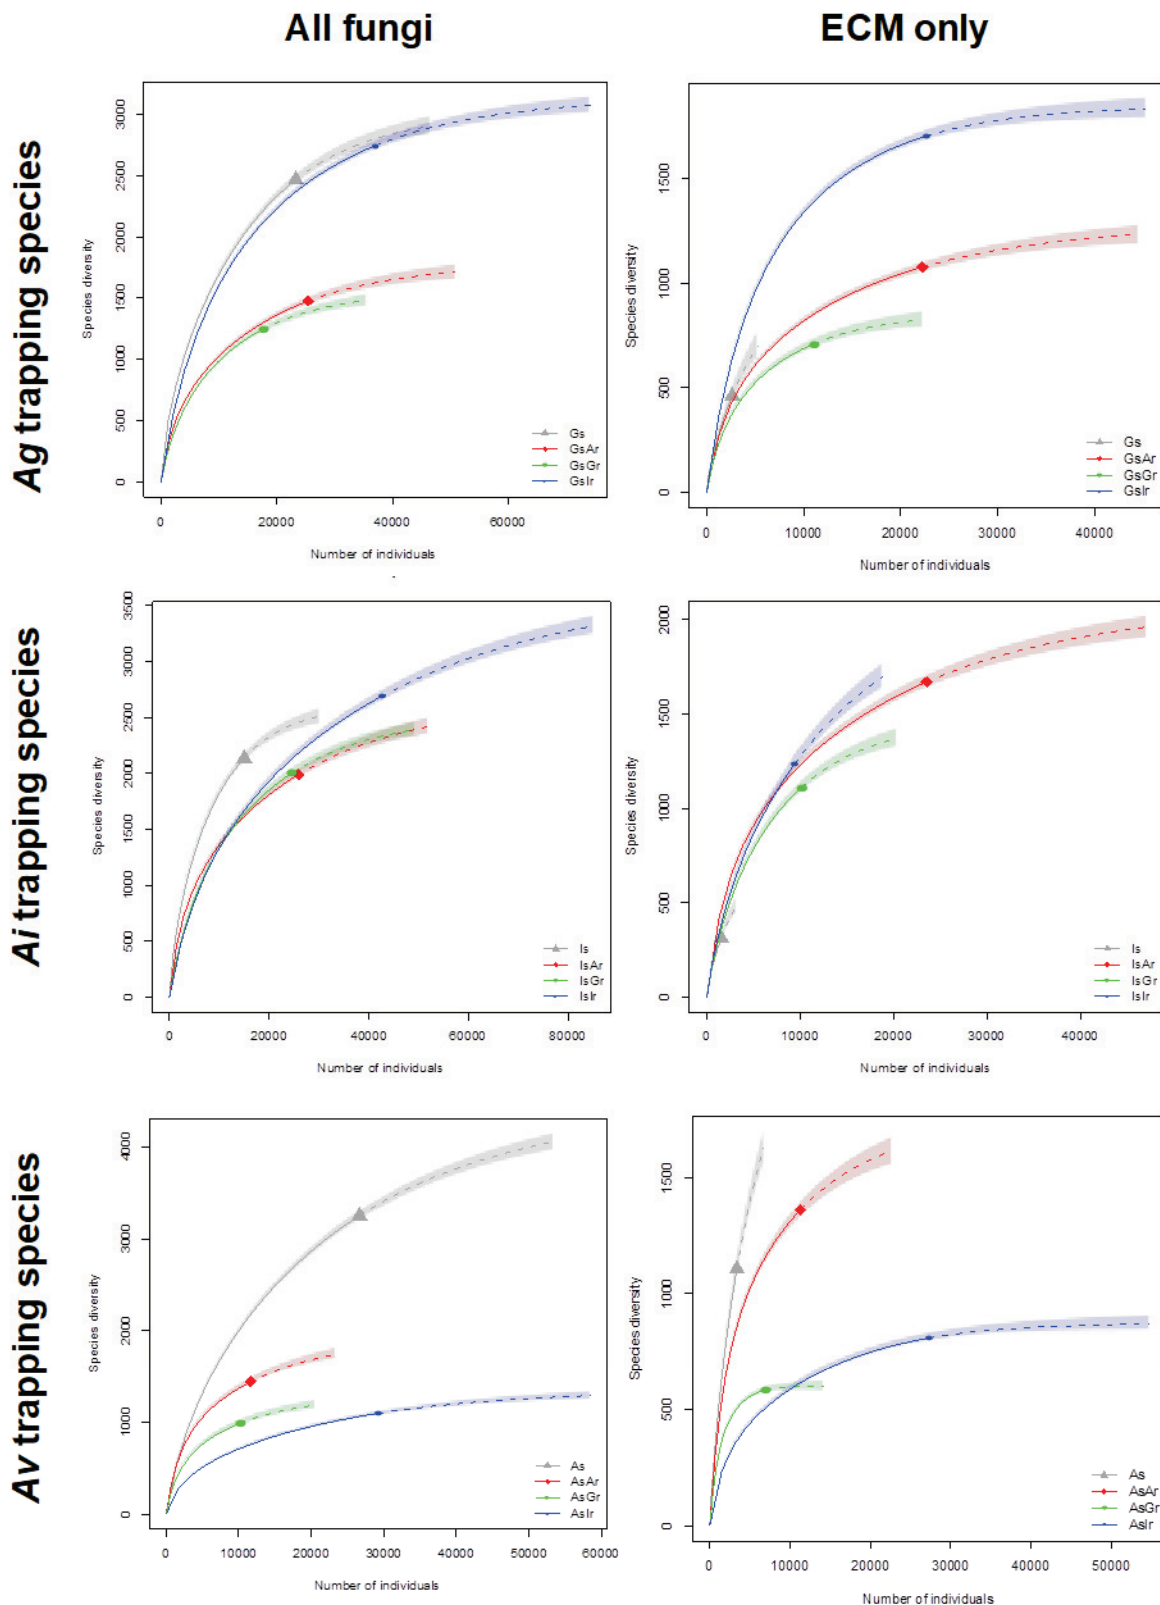 All fungi
ECM only
Ag trapping species
Species diversity
0
500
1000
1500
2000
2500
3000
0
20000
40000
60000
Number of individuals
Gs
GsAr
GsGr
GsIr
Species diversity
0
500
1000
1500
0
10000
20000
30000
40000
Number of individuals
Gs
GsAr
GsGr
GsIr
Ai trapping species
Species diversity
0
500
1000
1500
2000
2500
3000
3500
0
20000
40000
60000
80000
Number of individuals
Is
IsAr
IsGr
IsIr
Species diversity
0
500
1000
1500
2000
0
10000
20000
30000
40000
Number of individuals
Is
IsAr
IsGr
IsIr
Av trapping species
Species diversity
0
1000
2000
3000
4000
0
10000
20000
30000
40000
50000
60000
Number of individuals
As
AsAr
AsGr
AsIr
Species diversity
0
500
1000
1500
0
10000
20000
30000
40000
50000
Number of individuals
As
AsAr
AsGr
AsIr